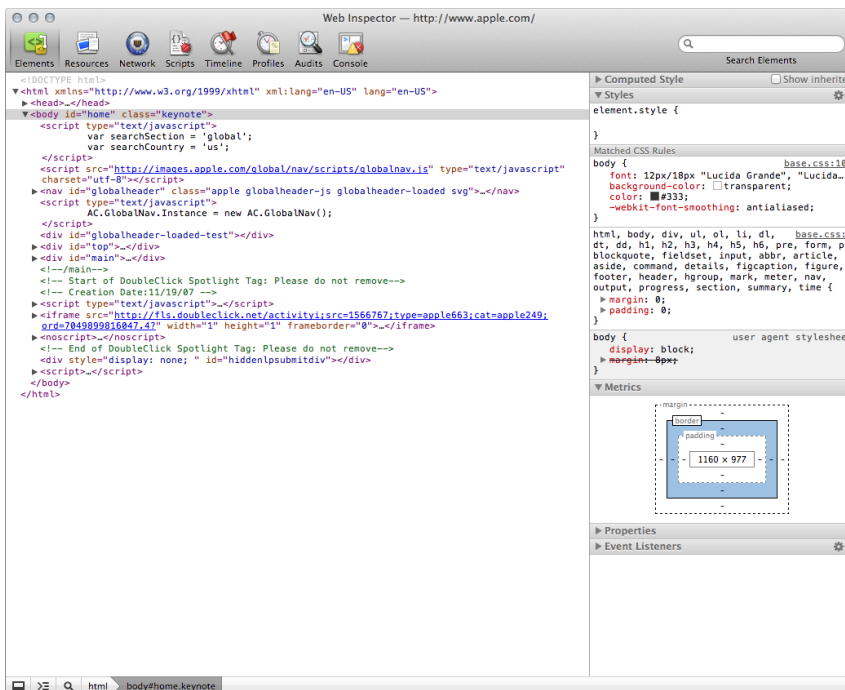 Web Inspector — http://www.apple.com/
Elements Resources Network Scripts Timeline Profiles Audits Console
Search Elements
<!DOCTYPE html>
<html xmlns="http://www.w3.org/1999/xhtml" xml:lang="en-US" lang="en-US">
<head>…</head>
<body id="home" class="keynote">
<script type="text/javascript">
var searchSection = 'global';
var searchCountry = 'us';
</script>
<script src="http://images.apple.com/global/nav/scripts/globalnav.js" type="text/javascript"
charset="utf-8"></script>
<nav id="globalheader" class="apple globalheader-js globalheader-loaded svg">…</nav>
<script type="text/javascript">
AC.GlobalNav.Instance = new AC.GlobalNav();
</script>
<div id="globalheader-loaded-test"></div>
<div id="top">…</div>
<div id="main">…</div>
<!--/main-->
<!-- Start of DoubleClick Spotlight Tag: Please do not remove-->
<!-- Creation Date:11/19/07 -->
<script type="text/javascript">…</script>
<iframe src="http://fls.doubleclick.net/activityi;src=1566767;type=apple663;cat=apple249;
ord=7049899816047.4?" width="1" height="1" frameborder="0">…</iframe>
<noscript>…</noscript>
<!-- End of DoubleClick Spotlight Tag: Please do not remove-->
<div style="display: none; " id="hiddenlpsubmitdiv"></div>
<script>…</script>
</body>
</html>
Computed Style Show inherite
Styles
element.style {
}
Matched CSS Rules
body { base.css:10
font: 12px/18px "Lucida Grande", "Lucida…
background-color: transparent;
color: #333;
-webkit-font-smoothing: antialiased;
}
html, body, div, ul, ol, li, dl, base.css:
dt, dd, h1, h2, h3, h4, h5, h6, pre, form, p
blockquote, fieldset, input, abbr, article,
aside, command, details, figcaption, figure,
footer, header, hgroup, mark, meter, nav,
output, progress, section, summary, time {
margin: 0;
padding: 0;
}
body { user agent styleshee
display: block;
margin: 8px;
}
Metrics
margin -
border -
padding -
- - - 1160 × 977 - - -
-
-
-
Properties
Event Listeners
html body#home.keynote